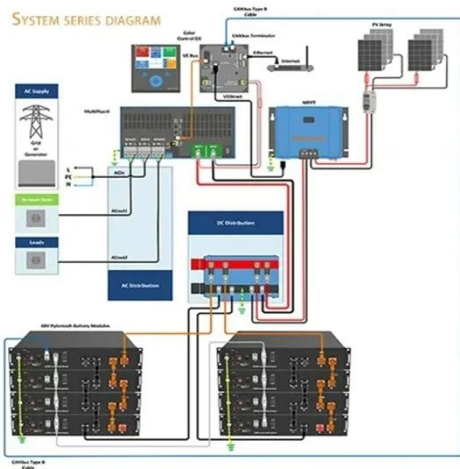 SYSTEM SERIES DIAGRAM
CANbus Type B
Cable
Color
Control GX
CANbus Terminator
VE Bus
Ethernet
Internet
PV Array
AC Supply
Grid
or
Generator
MultiPlus-II
VE.Direct
MPPT
L
PE
N
ACin
ACout1
Loads
ACout2
AC Distribution
DC Distribution
48V Pylontech Battery Modules
CANbus Type B
Cable